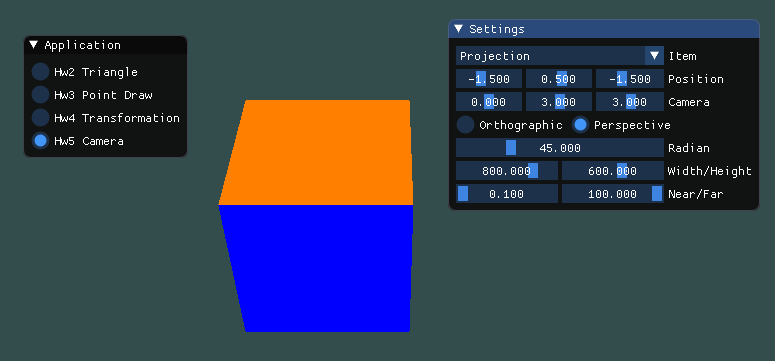 Application
Hw2 Triangle
Hw3 Point Draw
Hw4 Transformation
Hw5 Camera
Settings
Projection Item
-1.500 0.500 -1.500 Position
0.000 3.000 3.000 Camera
Orthographic Perspective
45.000 Radian
800.000 600.000 Width/Height
0.100 100.000 Near/Far